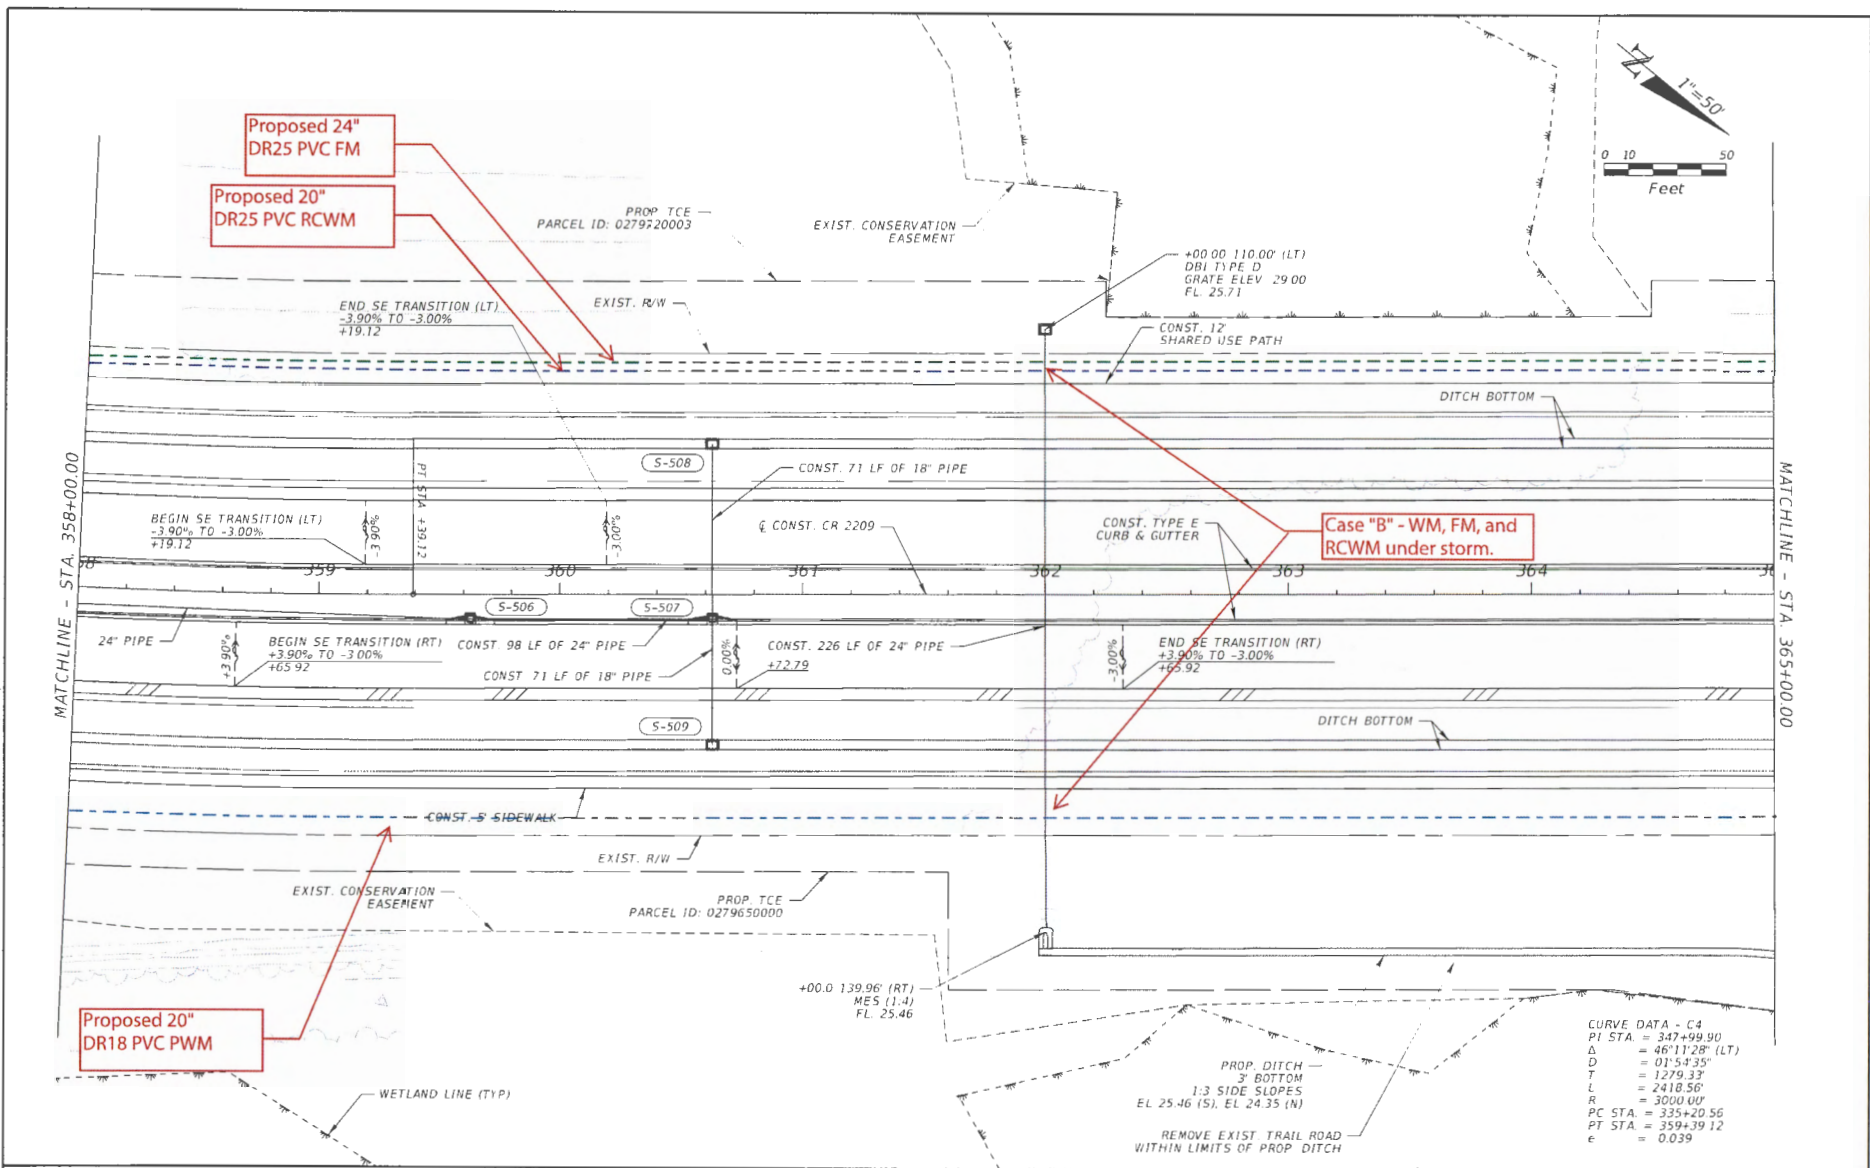 N
1"=50'
0 10 50
Feet
Proposed 24"
DR25 PVC FM
Proposed 20"
DR25 PVC RCWM
PROP TCE
PARCEL ID: 0279720003
EXIST. CONSERVATION
EASEMENT
+00.00 110.00' (LT)
DBI TYPE D
GRATE ELEV 29.00
FL. 25.71
END SE TRANSITION (LT)
-3.90% TO -3.00%
+19.12
EXIST. R/W
CONST. 12'
SHARED USE PATH
DITCH BOTTOM
MATCHLINE - STA. 358+00.00
PT STA +39.12
S-508
CONST. 71 LF OF 18" PIPE
BEGIN SE TRANSITION (LT)
-3.90% TO -3.00%
+19.12
-3.90%
-3.00%
℄ CONST. CR 2209
CONST. TYPE E
CURB & GUTTER
Case "B" - WM, FM, and
RCWM under storm.
MATCHLINE - STA. 365+00.00
359 360 361 362 363 364
S-506
S-507
24" PIPE
+3.90%
BEGIN SE TRANSITION (RT)
+3.90% TO -3.00%
+65.92
CONST. 98 LF OF 24" PIPE
CONST 71 LF OF 18" PIPE
0.00%
CONST. 226 LF OF 24" PIPE
+72.79
-3.00%
END SE TRANSITION (RT)
+3.90% TO -3.00%
+65.92
S-509
DITCH BOTTOM
CONST. 5' SIDEWALK
EXIST. R/W
EXIST. CONSERVATION
EASEMENT
PROP. TCE
PARCEL ID: 0279650000
+00.0 139.96' (RT)
MES (1:4)
FL. 25.46
Proposed 20"
DR18 PVC PWM
WETLAND LINE (TYP)
PROP. DITCH
3' BOTTOM
1:3 SIDE SLOPES
EL 25.46 (S), EL 24.35 (N)
REMOVE EXIST. TRAIL ROAD
WITHIN LIMITS OF PROP DITCH
CURVE DATA - C4
PI STA. = 347+99.90
Δ = 46°11'28" (LT)
D = 01°54'35"
T = 1279.33'
L = 2418.56'
R = 3000.00'
PC STA. = 335+20.56
PT STA. = 359+39.12
e = 0.039